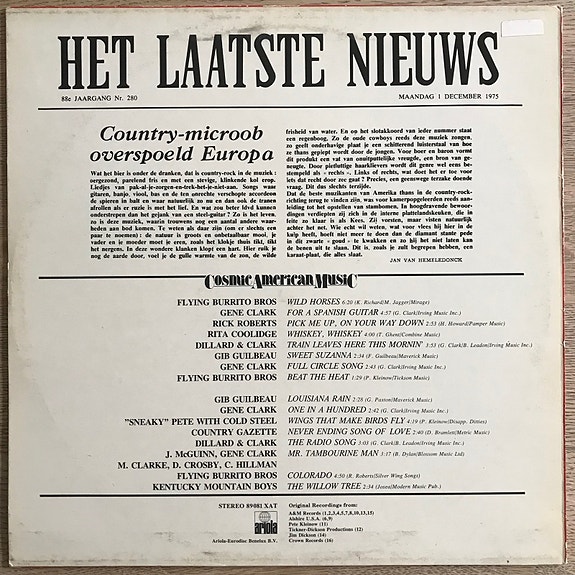 HET LAATSTE NIEUWS
88e JAARGANG Nr. 280 MAANDAG 1 DECEMBER 1975
Country-microob
overspoeld Europa
Wat het bier is onder de dranken, dat is country-rock in de muziek :
oergezond, parelend fris en met een stevige, klinkende kol erop.
Liedjes van pak-al-je-zorgen-en-trek-het-je-niet-aan. Songs waar
gitaren, banjo, viool, bas en de ten onrechte verschopte accordeon
de spieren in balt en waar natuurlijk zo nu en dan ook de tranen
afrollen als ze ruzie is met het lief. En wat zou beter idwl kunnen
onderstrepen dan het gejank van een steel-guitar ? Zo is het leven,
zo is deze muziek, waarin trouwens nog een aantal andere waar-
heden aan bod komen. Te weten als daar zijn (om er slechts een
paar te noemen) : de natuur is groots en onbetaalbaar mooi, je
vader en je moeder moet je eren, zoals het klokje thuis tikt, tikt
het nergens. In deze woorden klanken klopt een hart. Hier ruik je
nog de aarde door, voel je de gulle warmte van de zon, de wilde
frisheid van water. En op het slotakkoord van ieder nummer staat
een regenboog. Zo de oude cowboys reeds deze muziek zongen,
zo geeft onderhavige plaat je een schitterend luisterstaal van hoe
ze thans gepiept wordt door de jongen. Voor boer en baron vormt
dit produkt een vat van onuitputtelijke vreugde, een bron van ge-
neugte. Door pietluttige haarklievers wordt dit genre wel eens be-
stempeld als - rechts -. Links of rechts, wat doet het er toe voor
iets dat recht door zee gaat ? Precies, een geenszewege terzake doende
vraag. Dit dus slechts terzijde.
Dat de beste muzikanten van Amerika thans in de country-rock-
richting terug te vinden zijn, was voor kamerpopgeleerden reeds aan-
leiding tot het opstellen van stambomen. In hoogdravende bewoor-
dingen verdiepten zij zich in de interne plattelandskeuken, die in
feite zo klaar is als Kees. Zij voesten, maar visten natuurlijk
achter het net. Wie echt wil weten, wat voor vlees hij hier in de
kuip heeft, hoeft niet meer te doen dan de diamant stante pede
in dit zwarte - goud - te kwakken en zo hij het niet laten kan
de benen uit te slaan. Dit is, zoals je zult begrepen hebben, een
karaat-plaat, die alles slaat.
JAN VAN HEMELEDONCK
Cosmic American Music
FLYING BURRITO BROS WILD HORSES 6:20 (K. Richard/M. Jagger/Mirage)
GENE CLARK FOR A SPANISH GUITAR 4:57 (G. Clark/Irving Music Inc.)
RICK ROBERTS PICK ME UP, ON YOUR WAY DOWN 2:53 (H. Howard/Pamper Music)
RITA COOLIDGE WHISKEY, WHISKEY 4:00 (T. Ghent/Combine Music)
DILLARD & CLARK TRAIN LEAVES HERE THIS MORNIN' 3:53 (G. Clark/B. Leadon/Irving Music Inc.)
GIB GUILBEAU SWEET SUZANNA 2:34 (F. Guilbeau/Maverick Music)
GENE CLARK FULL CIRCLE SONG 2:43 (G. Clark/Irving Music Inc.)
FLYING BURRITO BROS BEAT THE HEAT 1:29 (P. Kleinow/Tickson Music)
GIB GUILBEAU LOUISIANA RAIN 2:28 (G. Paxton/Maverick Music)
GENE CLARK ONE IN A HUNDRED 2:42 (G. Clark/Irving Music Inc.)
"SNEAKY" PETE WITH COLD STEEL WINGS THAT MAKE BIRDS FLY 4:19 (P. Kleinow/Disapp. Ditties)
COUNTRY GAZETTE NEVER ENDING SONG OF LOVE 2:40 (D. Bramlett/Metric Music)
DILLARD & CLARK THE RADIO SONG 3:03 (G. Clark/B. Leadon/Irving Music Inc.)
J. McGUINN, GENE CLARK MR. TAMBOURINE MAN 3:17 (B. Dylan/Blossom Music Ltd)
M. CLARKE, D. CROSBY, C. HILLMAN
FLYING BURRITO BROS COLORADO 4:50 (R. Roberts/Silver Wing Songs)
KENTUCKY MOUNTAIN BOYS THE WILLOW TREE 2:34 (Josea/Modern Music Pub.)
STEREO 89081 XAT
ariola
Ariola-Eurodisc Benelux B.V.
Original Recordings from:
A&M Records (1,2,3,4,5,7,8,10,13,15)
Alshire U.S.A. (6,9)
Pete Kleinow (11)
Tickner-Dickson Productions (12)
Jim Dickson (14)
Crown Records (16)